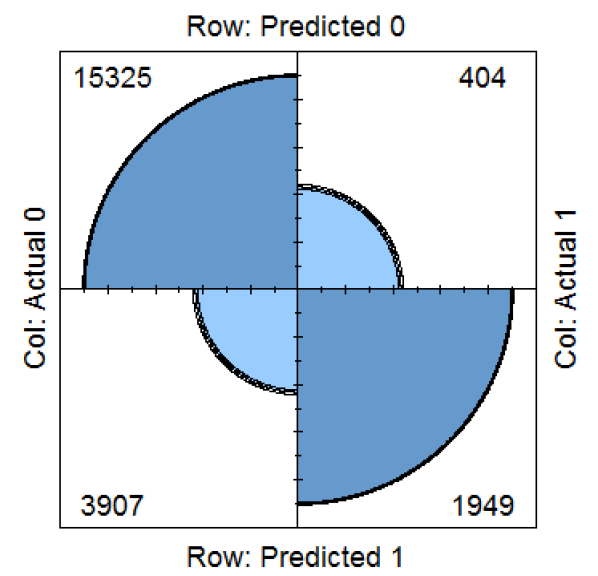 Row: Predicted 0
15325
404
Col: Actual 0
Col: Actual 1
3907
1949
Row: Predicted 1